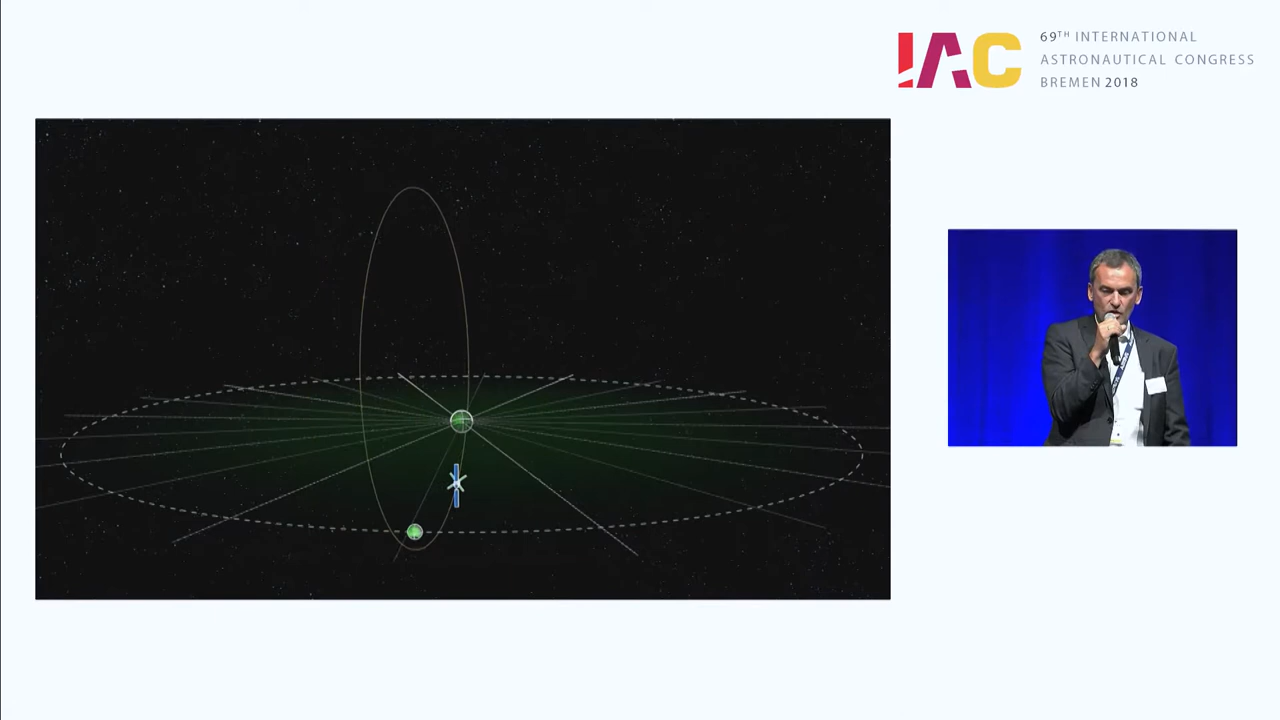 IAC
69TH INTERNATIONAL
ASTRONAUTICAL CONGRESS
BREMEN 2018